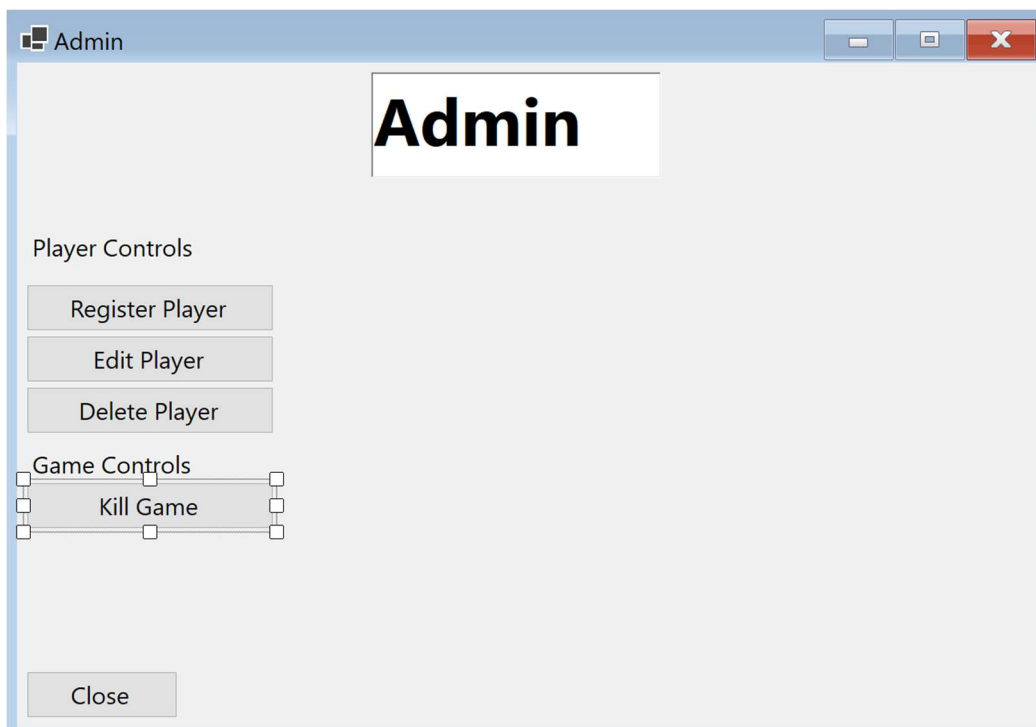 Admin
Admin
Player Controls
Register Player
Edit Player
Delete Player
Game Controls
Kill Game
Close